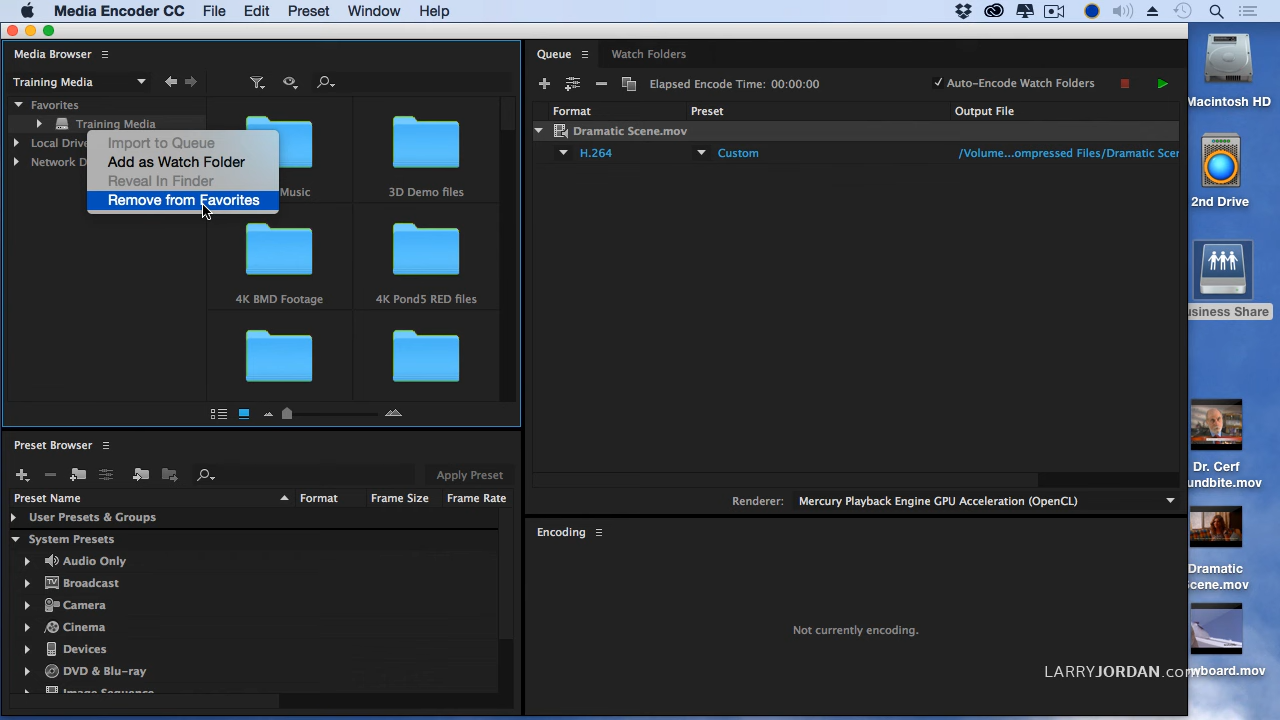 Media Encoder CC File Edit Preset Window Help
Media Browser
Training Media
Favorites
Training Media
Local Drive
Network D
Import to Queue
Add as Watch Folder
Reveal In Finder
Remove from Favorites
Music
3D Demo files
4K BMD Footage
4K Pond5 RED files
Queue
Watch Folders
Elapsed Encode Time: 00:00:00
Auto-Encode Watch Folders
Format Preset Output File
Dramatic Scene.mov
H.264 Custom /Volume...ompressed Files/Dramatic Scer
Renderer: Mercury Playback Engine GPU Acceleration (OpenCL)
Preset Browser
Apply Preset
Preset Name Format Frame Size Frame Rate
User Presets & Groups
System Presets
Audio Only
Broadcast
Camera
Cinema
Devices
DVD & Blu-ray
Image Sequence
Encoding
Not currently encoding.
Macintosh HD
2nd Drive
usiness Share
Dr. Cerf
undbite.mov
Dramatic
cene.mov
wboard.mov
LARRYJORDAN.com